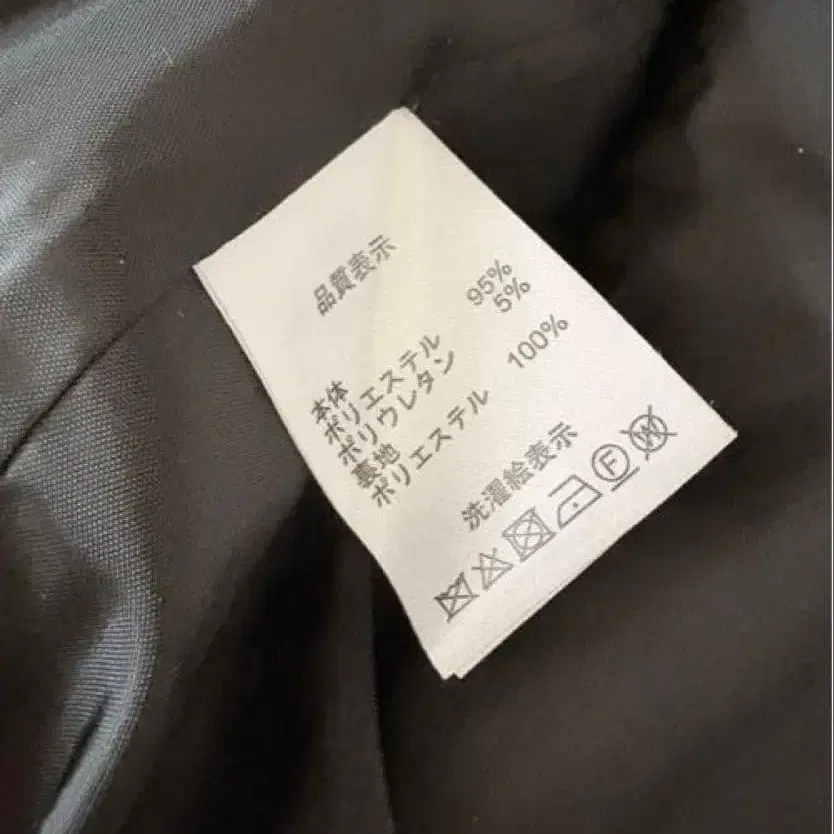 品質表示
本体
ポリエステル 95%
ポリウレタン 5%
裏地
ポリエステル 100%
洗濯絵表示
F W